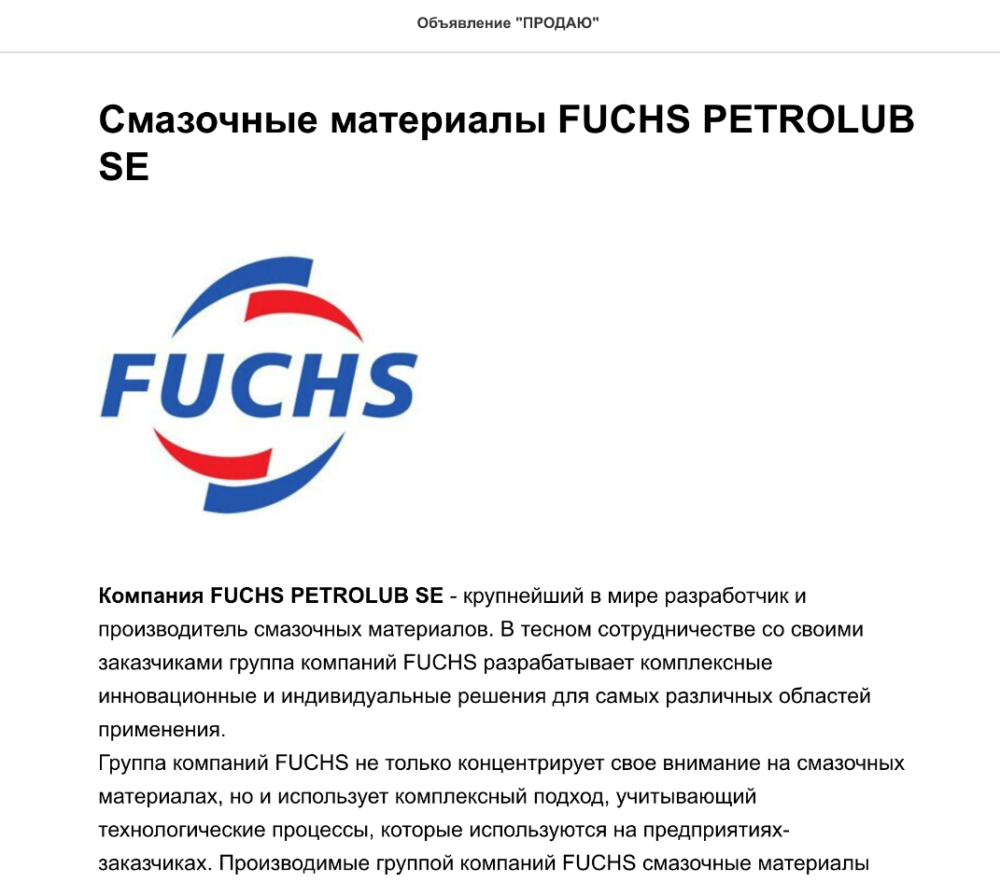 Объявление "ПРОДАЮ"
Смазочные материалы FUCHS PETROLUB
SE
FUCHS
Компания FUCHS PETROLUB SE - крупнейший в мире разработчик и
производитель смазочных материалов. В тесном сотрудничестве со своими
заказчиками группа компаний FUCHS разрабатывает комплексные
инновационные и индивидуальные решения для самых различных областей
применения.
Группа компаний FUCHS не только концентрирует свое внимание на смазочных
материалах, но и использует комплексный подход, учитывающий
технологические процессы, которые используются на предприятиях-
заказчиках. Производимые группой компаний FUCHS смазочные материалы